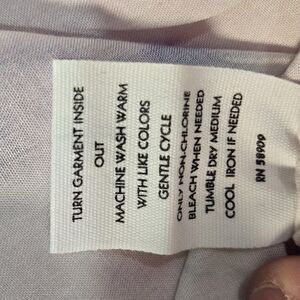 TURN GARMENT INSIDE
OUT
MACHINE WASH WARM
WITH LIKE COLORS
GENTLE CYCLE
ONLY NON-CHLORINE
BLEACH WHEN NEEDED
TUMBLE DRY MEDIUM
COOL IRON IF NEEDED
RN 58909